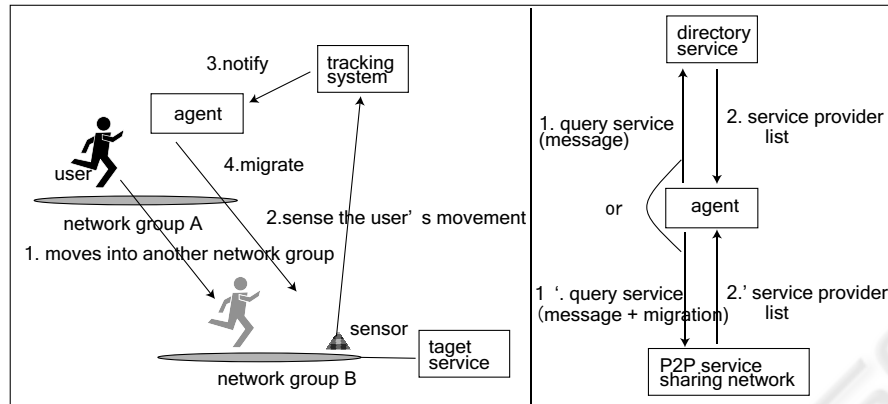 3.notify
tracking
system
agent
user
4.migrate
network group A
2.sense the user’ s movement
1. moves into another network group
sensor
network group B
taget
service
directory
service
1. query service
(message)
2. service provider
list
or
agent
1 ‘. query service
(message + migration)
2.’ service provider
list
P2P service
sharing network